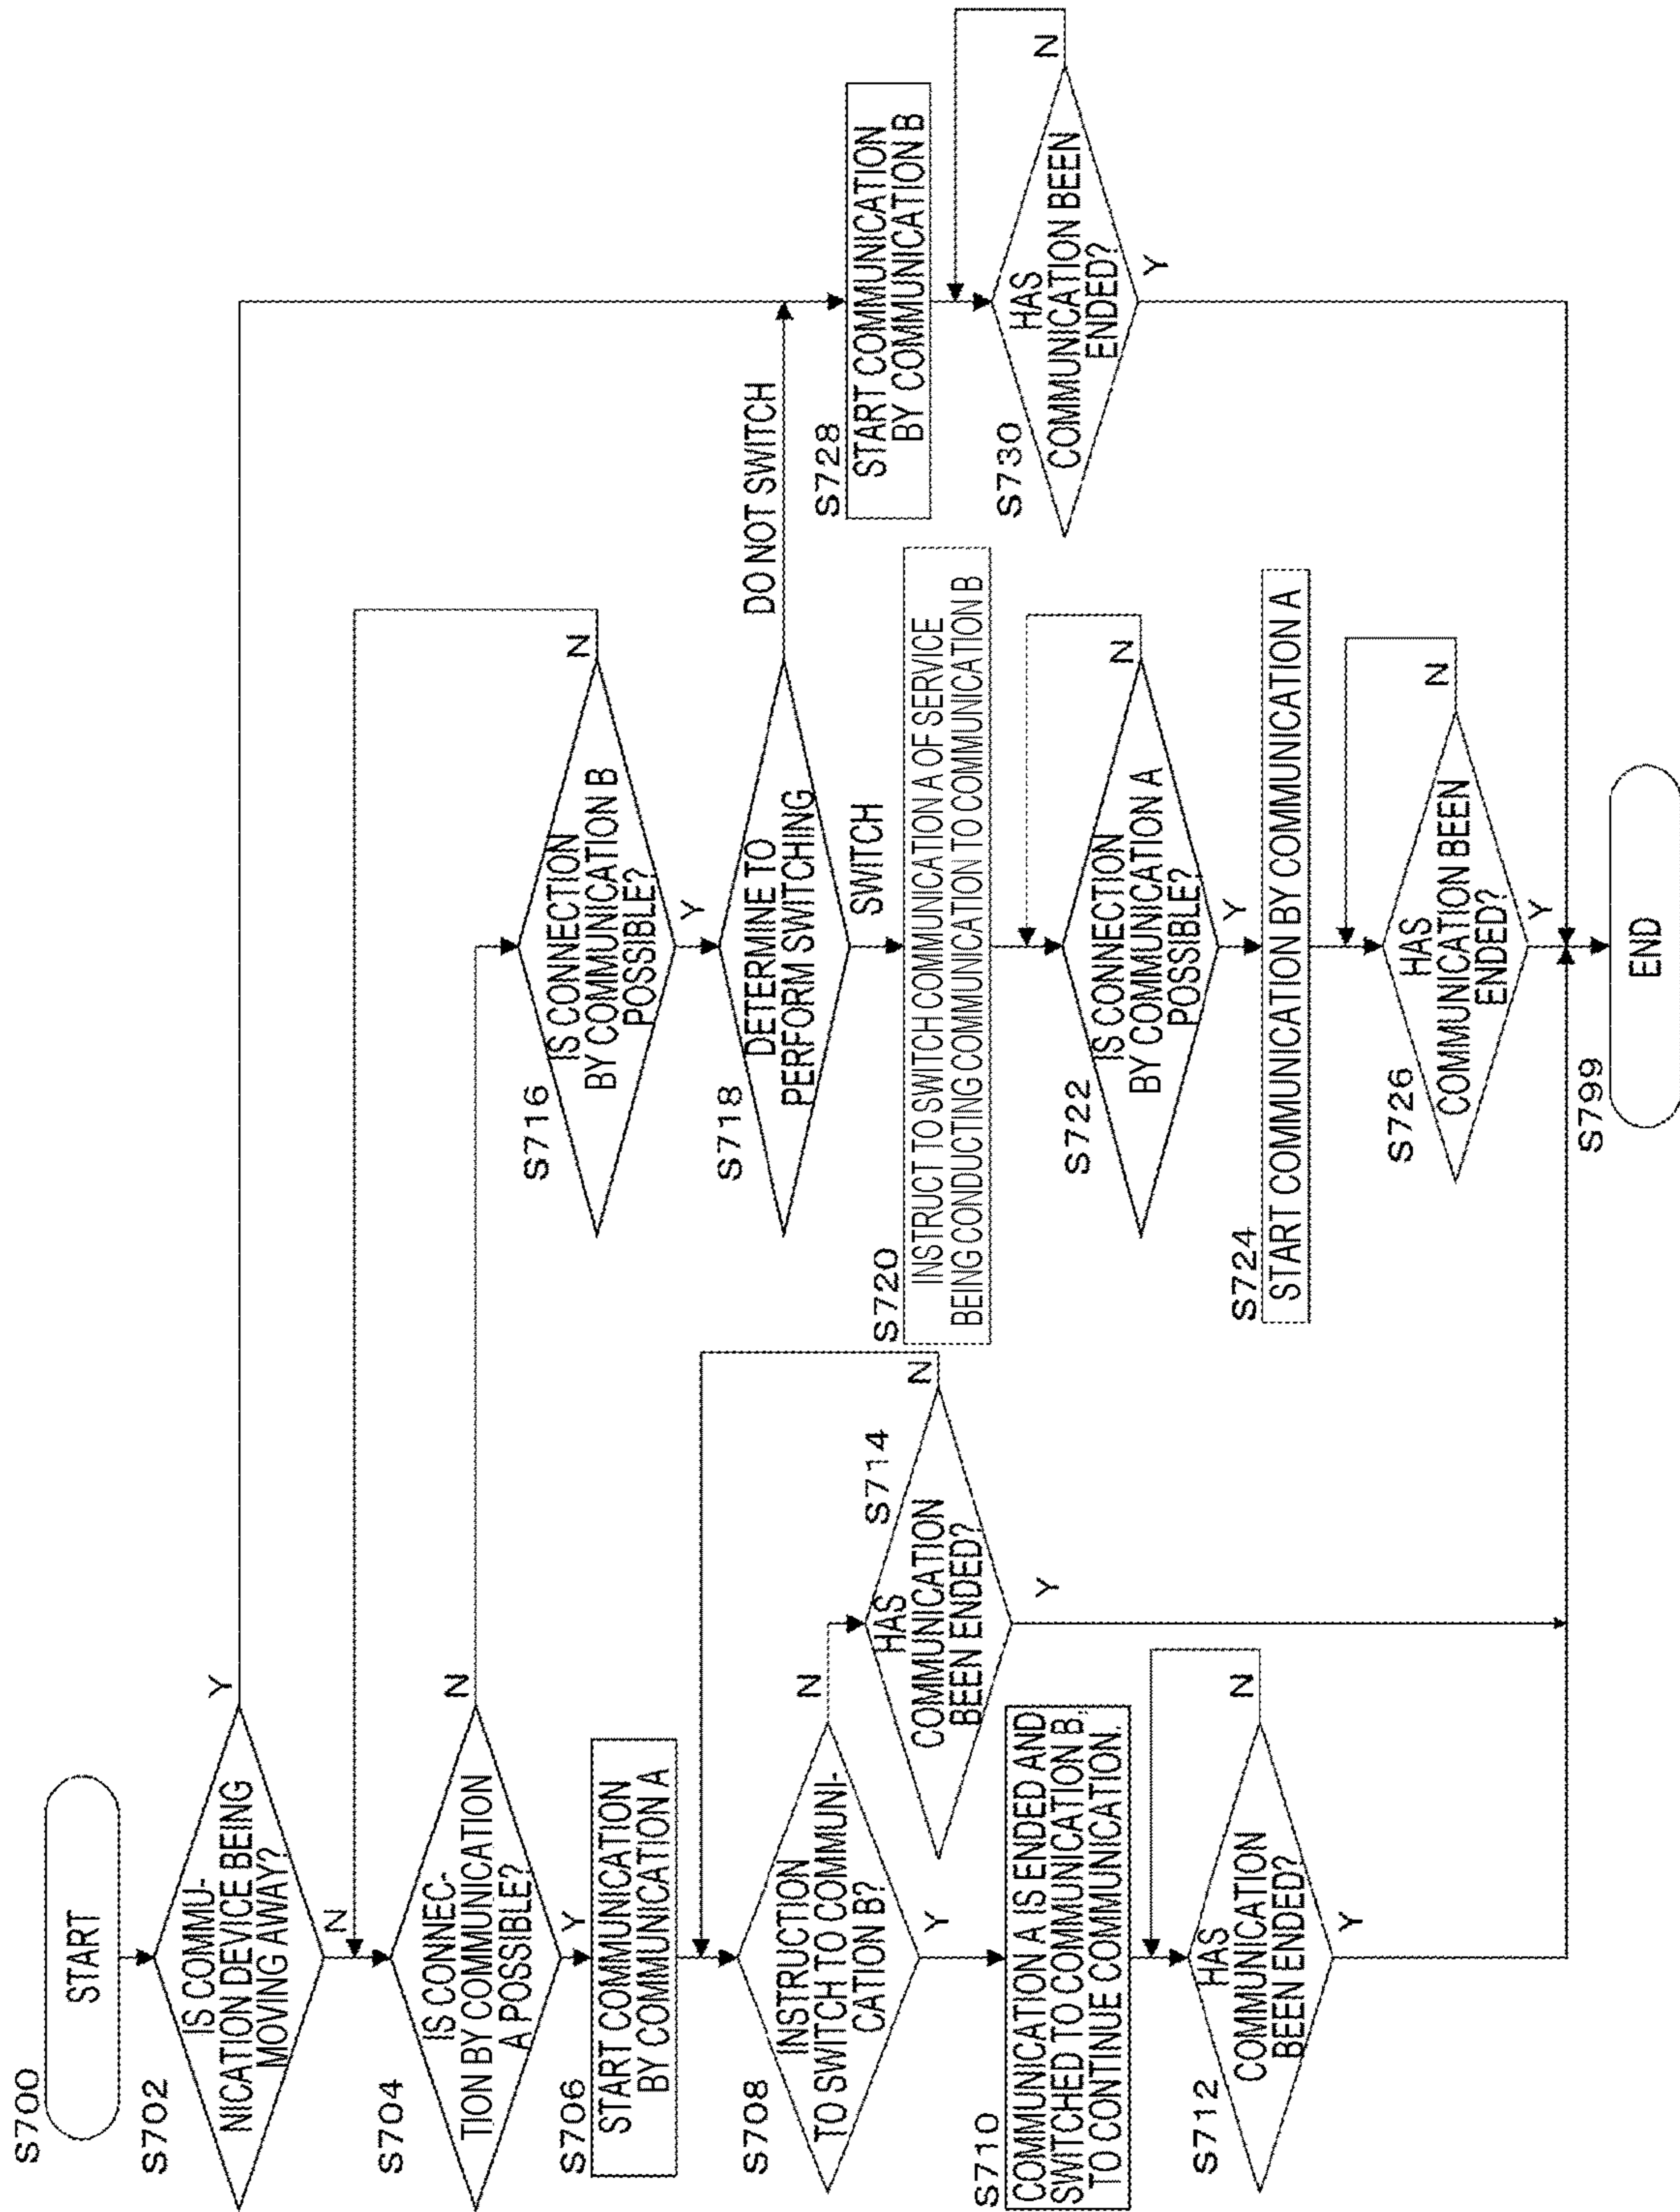 S700
START
S702
IS COMMU-
NICATION DEVICE BEING
MOVING AWAY?
Y
N
S704
IS CONNEC-
TION BY COMMUNICATION
A POSSIBLE?
N
Y
S706
START COMMUNICATION
BY COMMUNICATION A
S708
INSTRUCTION
TO SWITCH TO COMMUNI-
CATION B?
N
Y
S710
COMMUNICATION A IS ENDED AND
SWITCHED TO COMMUNICATION B,
TO CONTINUE COMMUNICATION.
S712
HAS
COMMUNICATION
BEEN ENDED?
N
Y
S714
HAS
COMMUNICATION
BEEN ENDED?
N
Y
S716
IS CONNECTION
BY COMMUNICATION B
POSSIBLE?
N
Y
S718
DETERMINE TO
PERFORM SWITCHING
DO NOT SWITCH
SWITCH
S720
INSTRUCT TO SWITCH COMMUNICATION A OF SERVICE
BEING CONDUCTING COMMUNICATION TO COMMUNICATION B
S722
IS CONNECTION
BY COMMUNICATION A
POSSIBLE?
N
Y
S724
START COMMUNICATION BY COMMUNICATION A
S726
HAS
COMMUNICATION BEEN
ENDED?
N
Y
S728
START COMMUNICATION
BY COMMUNICATION B
S730
HAS
COMMUNICATION BEEN
ENDED?
N
Y
S799
END